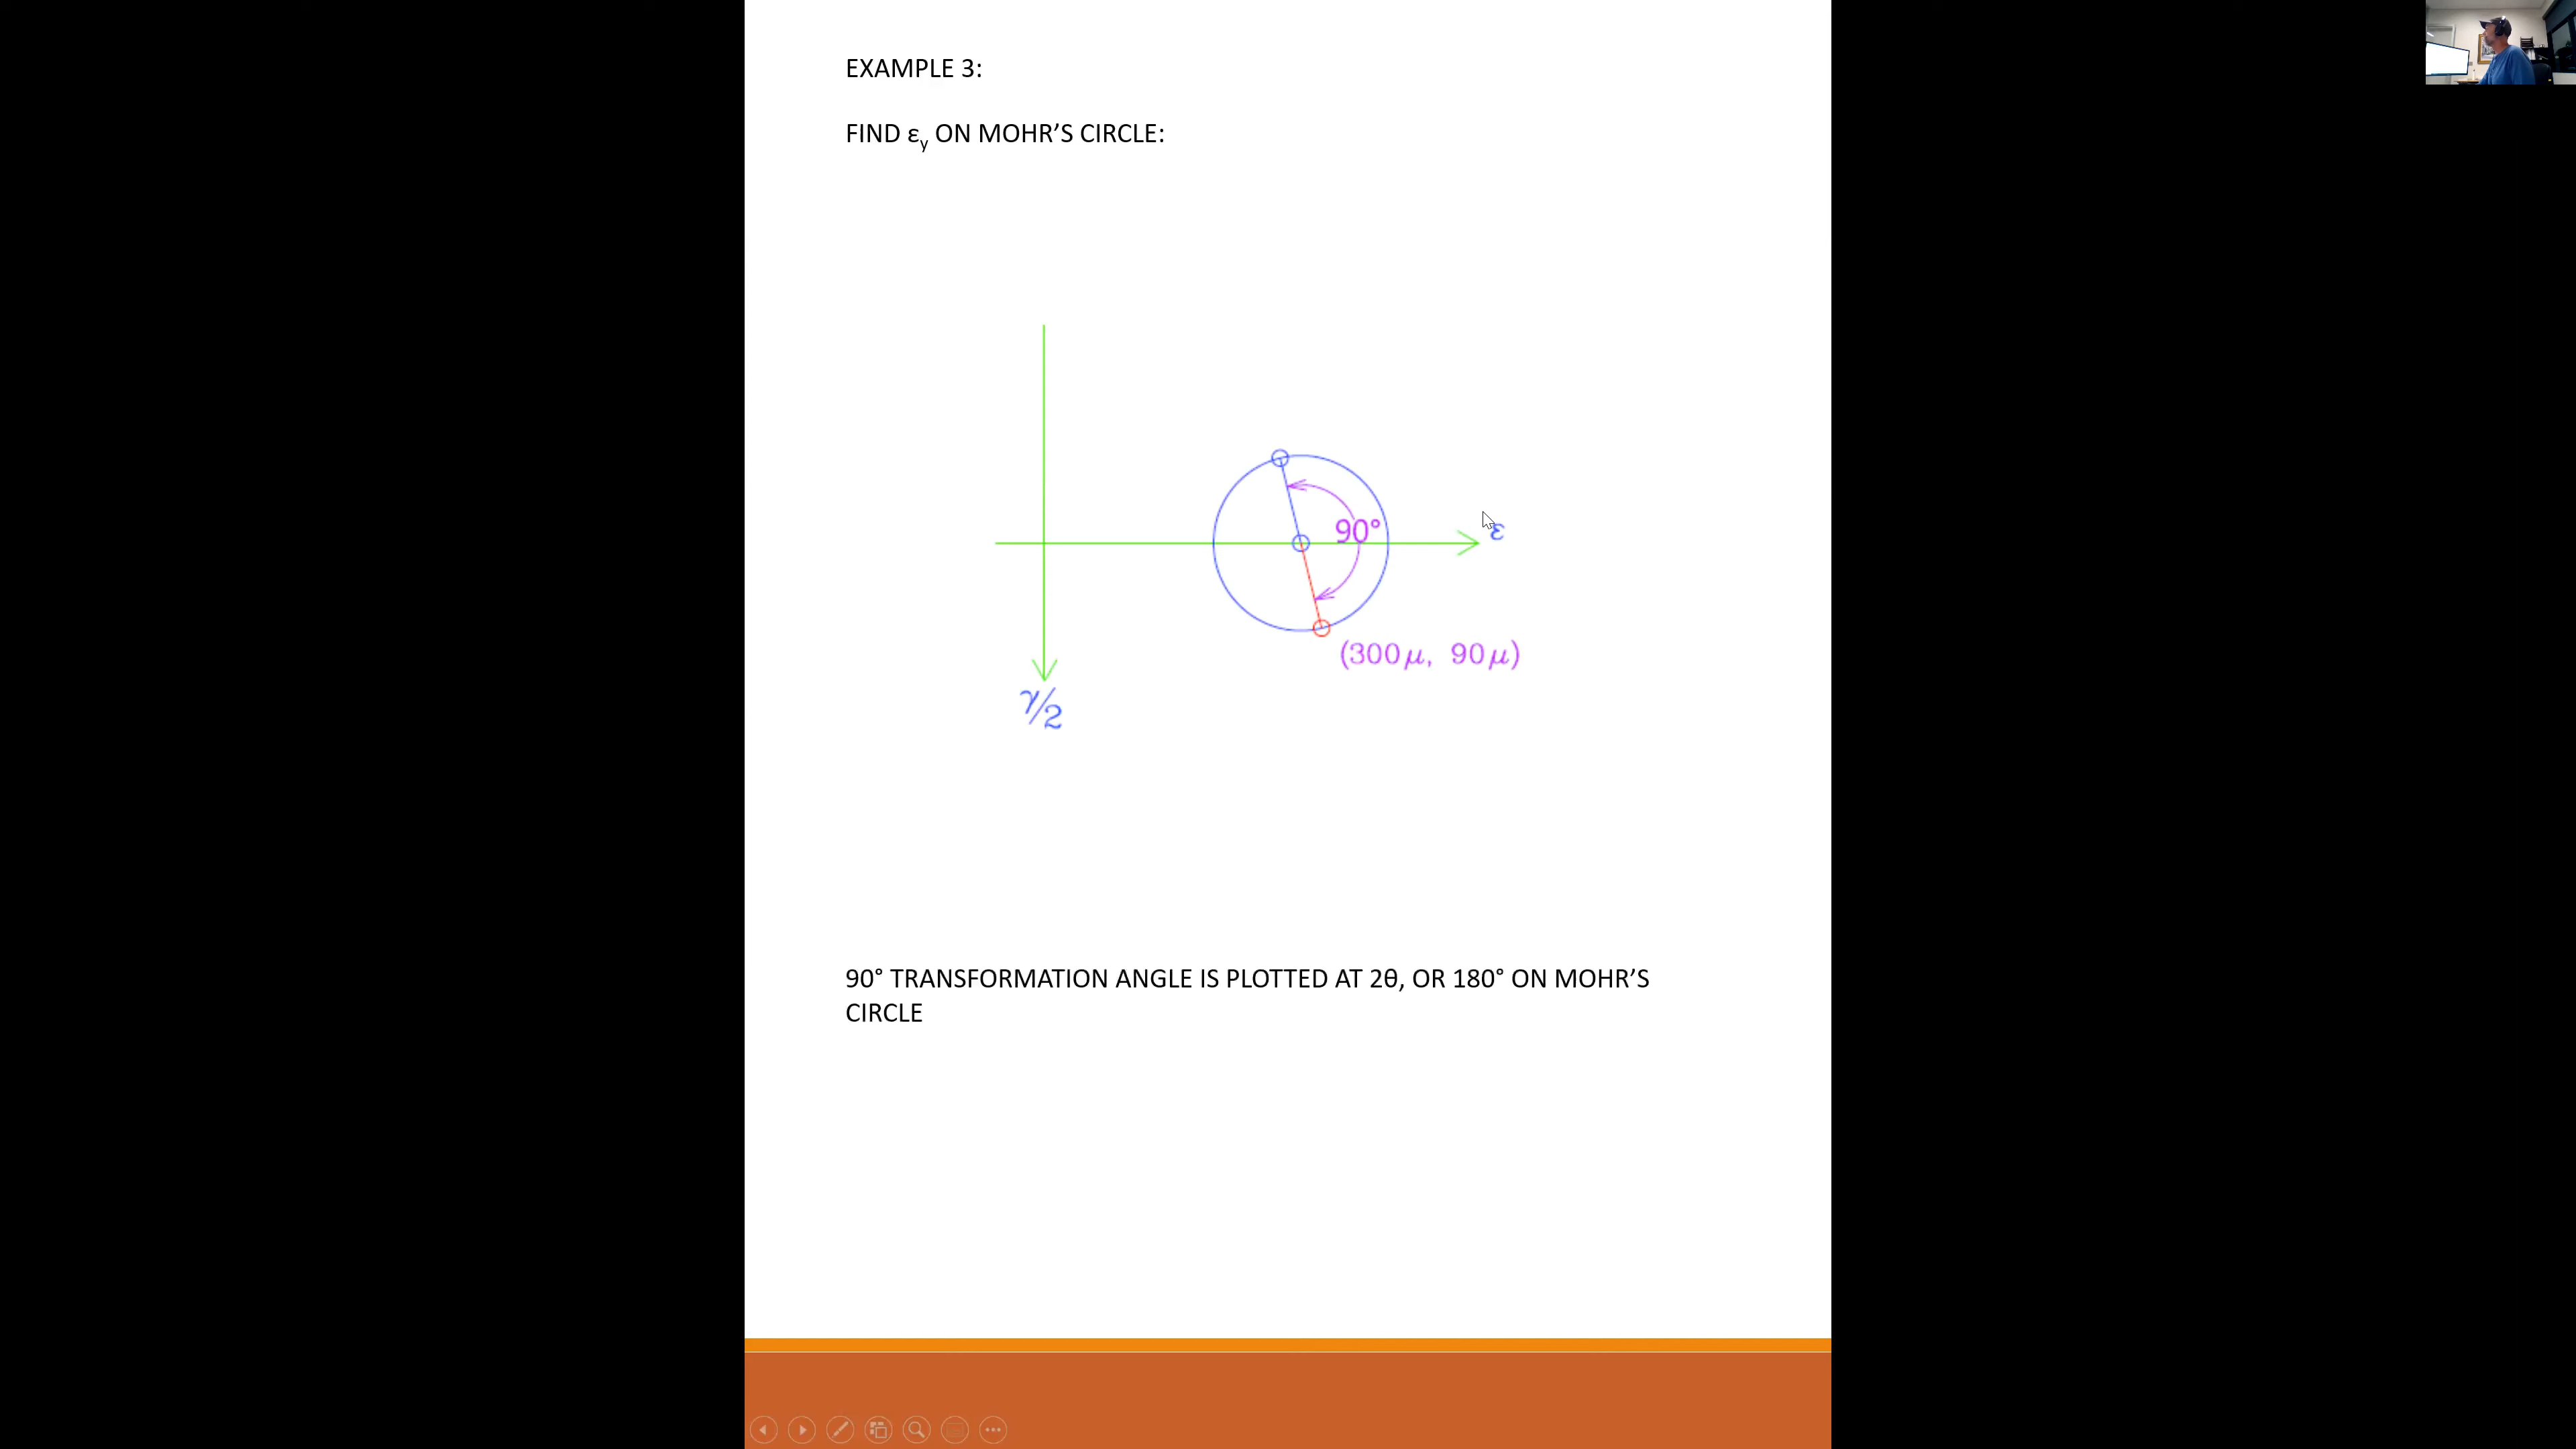 EXAMPLE 3:
FIND εy ON MOHR’S CIRCLE:
90°
ε
(300μ, 90μ)
γ/2
90° TRANSFORMATION ANGLE IS PLOTTED AT 2θ, OR 180° ON MOHR’S
CIRCLE